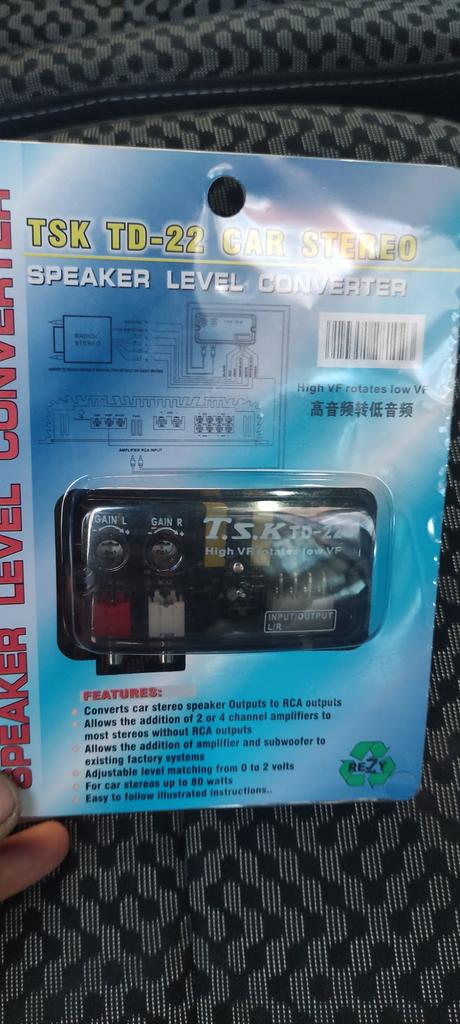 TSK TD-22 CAR STEREO
SPEAKER LEVEL CONVERTER
SPEAKER LEVEL CONVERTER
RADIO/
STEREO
AMPLIFIER RCA INPUT
High VF rotates low VF
高音频转低音频
GAIN L
GAIN R
T.S.K TD-22
High VF rotates low VF
INPUT/OUTPUT
L/R
FEATURES:
Converts car stereo speaker Outputs to RCA outputs
Allows the addition of 2 or 4 channel amplifiers to
most stereos without RCA outputs
Allows the addition of amplifier and subwoofer to
existing factory systems
Adjustable level matching from 0 to 2 volts
For car stereos up to 80 watts
Easy to follow illustrated instructions..
REZY